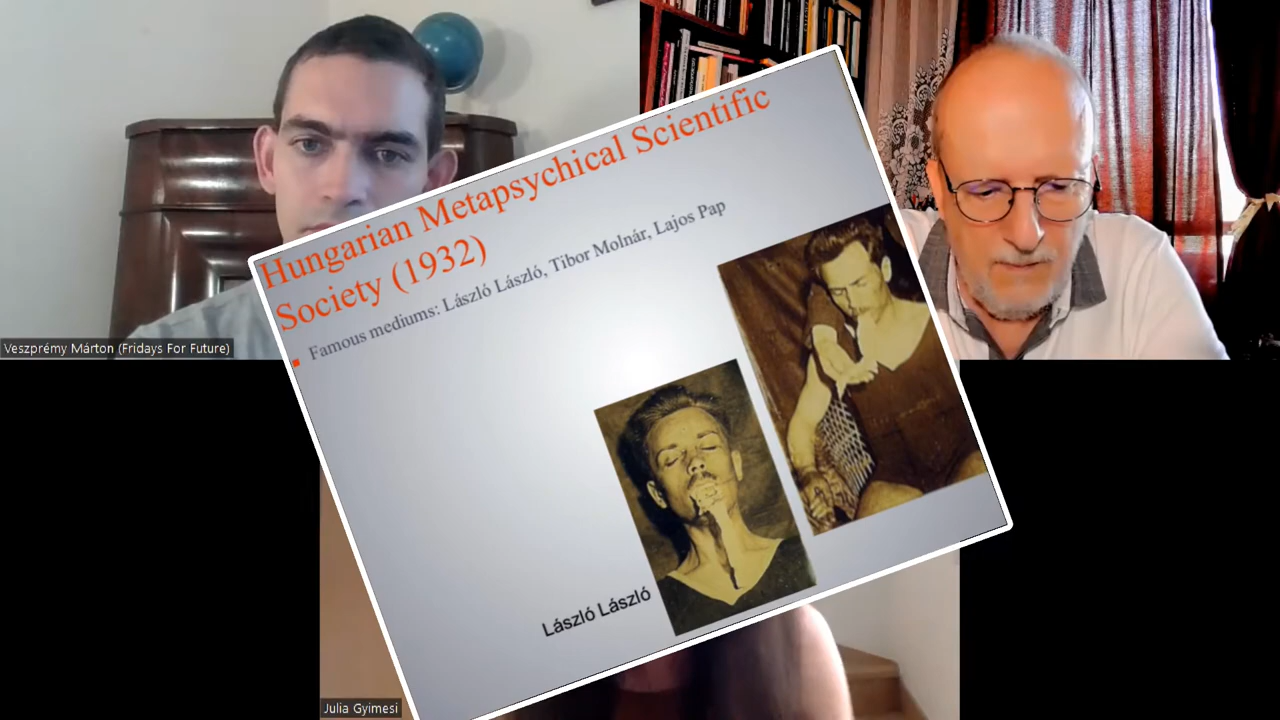 Hungarian Metapsychical Scientific
Society (1932)
Famous mediums: László László, Tibor Molnár, Lajos Pap
László László
Veszprémy Márton (Fridays For Future)
Julia Gyimesi